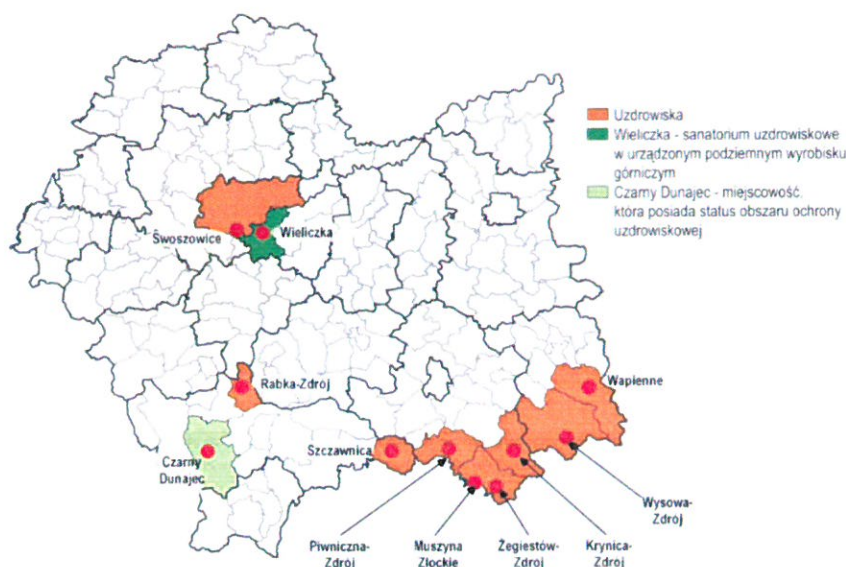 Uzdrowiska
Wieliczka - sanatorium uzdrowiskowe
w urządzonym podziemnym wyrobisku
górniczym
Czarny Dunajec - miejscowość,
która posiada status obszaru ochrony
uzdrowiskowej
Swoszowice
Wieliczka
Rabka-Zdrój
Wapienne
Czarny
Dunajec
Szczawnica
Wysowa-
Zdrój
Piwniczna-
Zdrój
Muszyna
Złockie
Żegiestów-
Zdrój
Krynica-
Zdrój